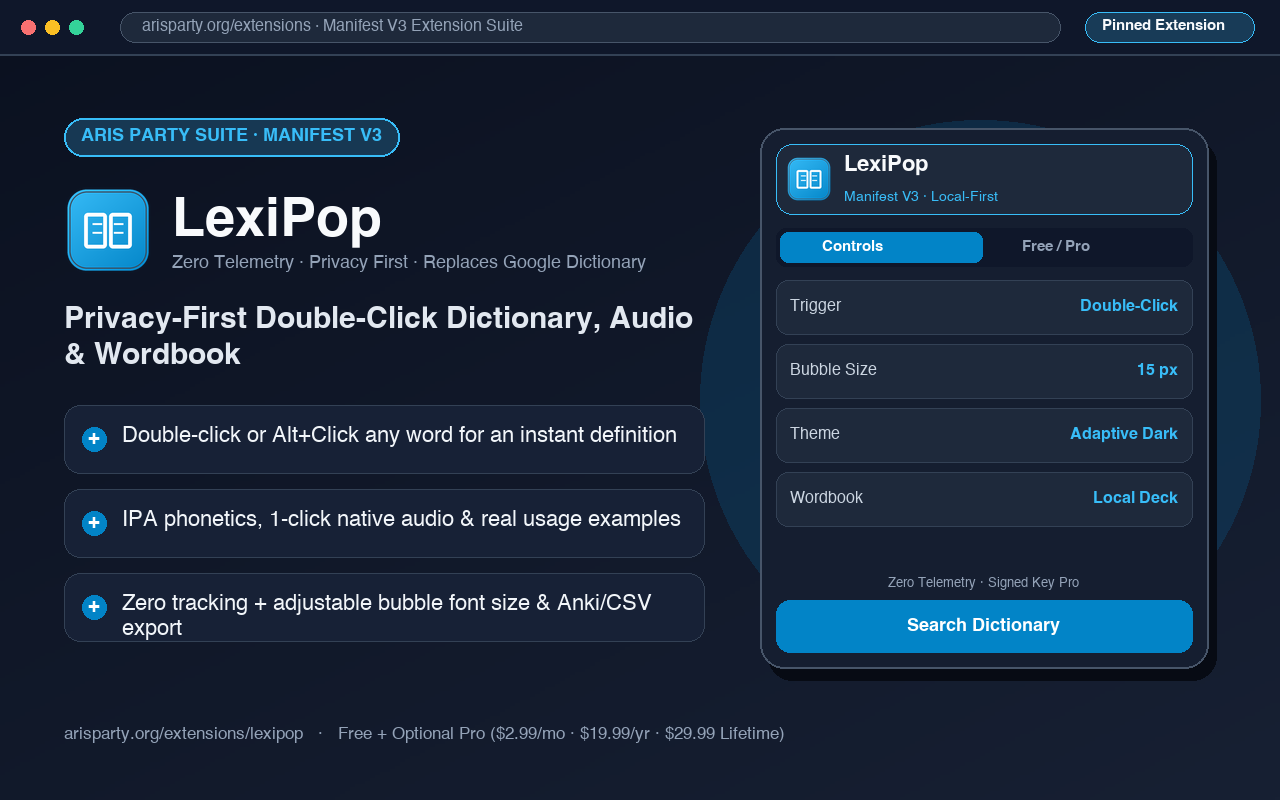 arisparty.org/extensions · Manifest V3 Extension Suite
Pinned Extension
ARIS PARTY SUITE · MANIFEST V3
LexiPop
Zero Telemetry · Privacy First · Replaces Google Dictionary
Privacy-First Double-Click Dictionary, Audio
& Wordbook
+ Double-click or Alt+Click any word for an instant definition
+ IPA phonetics, 1-click native audio & real usage examples
+ Zero tracking + adjustable bubble font size & Anki/CSV
export
LexiPop
Manifest V3 · Local-First
Controls
Free / Pro
Trigger Double-Click
Bubble Size 15 px
Theme Adaptive Dark
Wordbook Local Deck
Zero Telemetry · Signed Key Pro
Search Dictionary
arisparty.org/extensions/lexipop · Free + Optional Pro ($2.99/mo · $19.99/yr · $29.99 Lifetime)